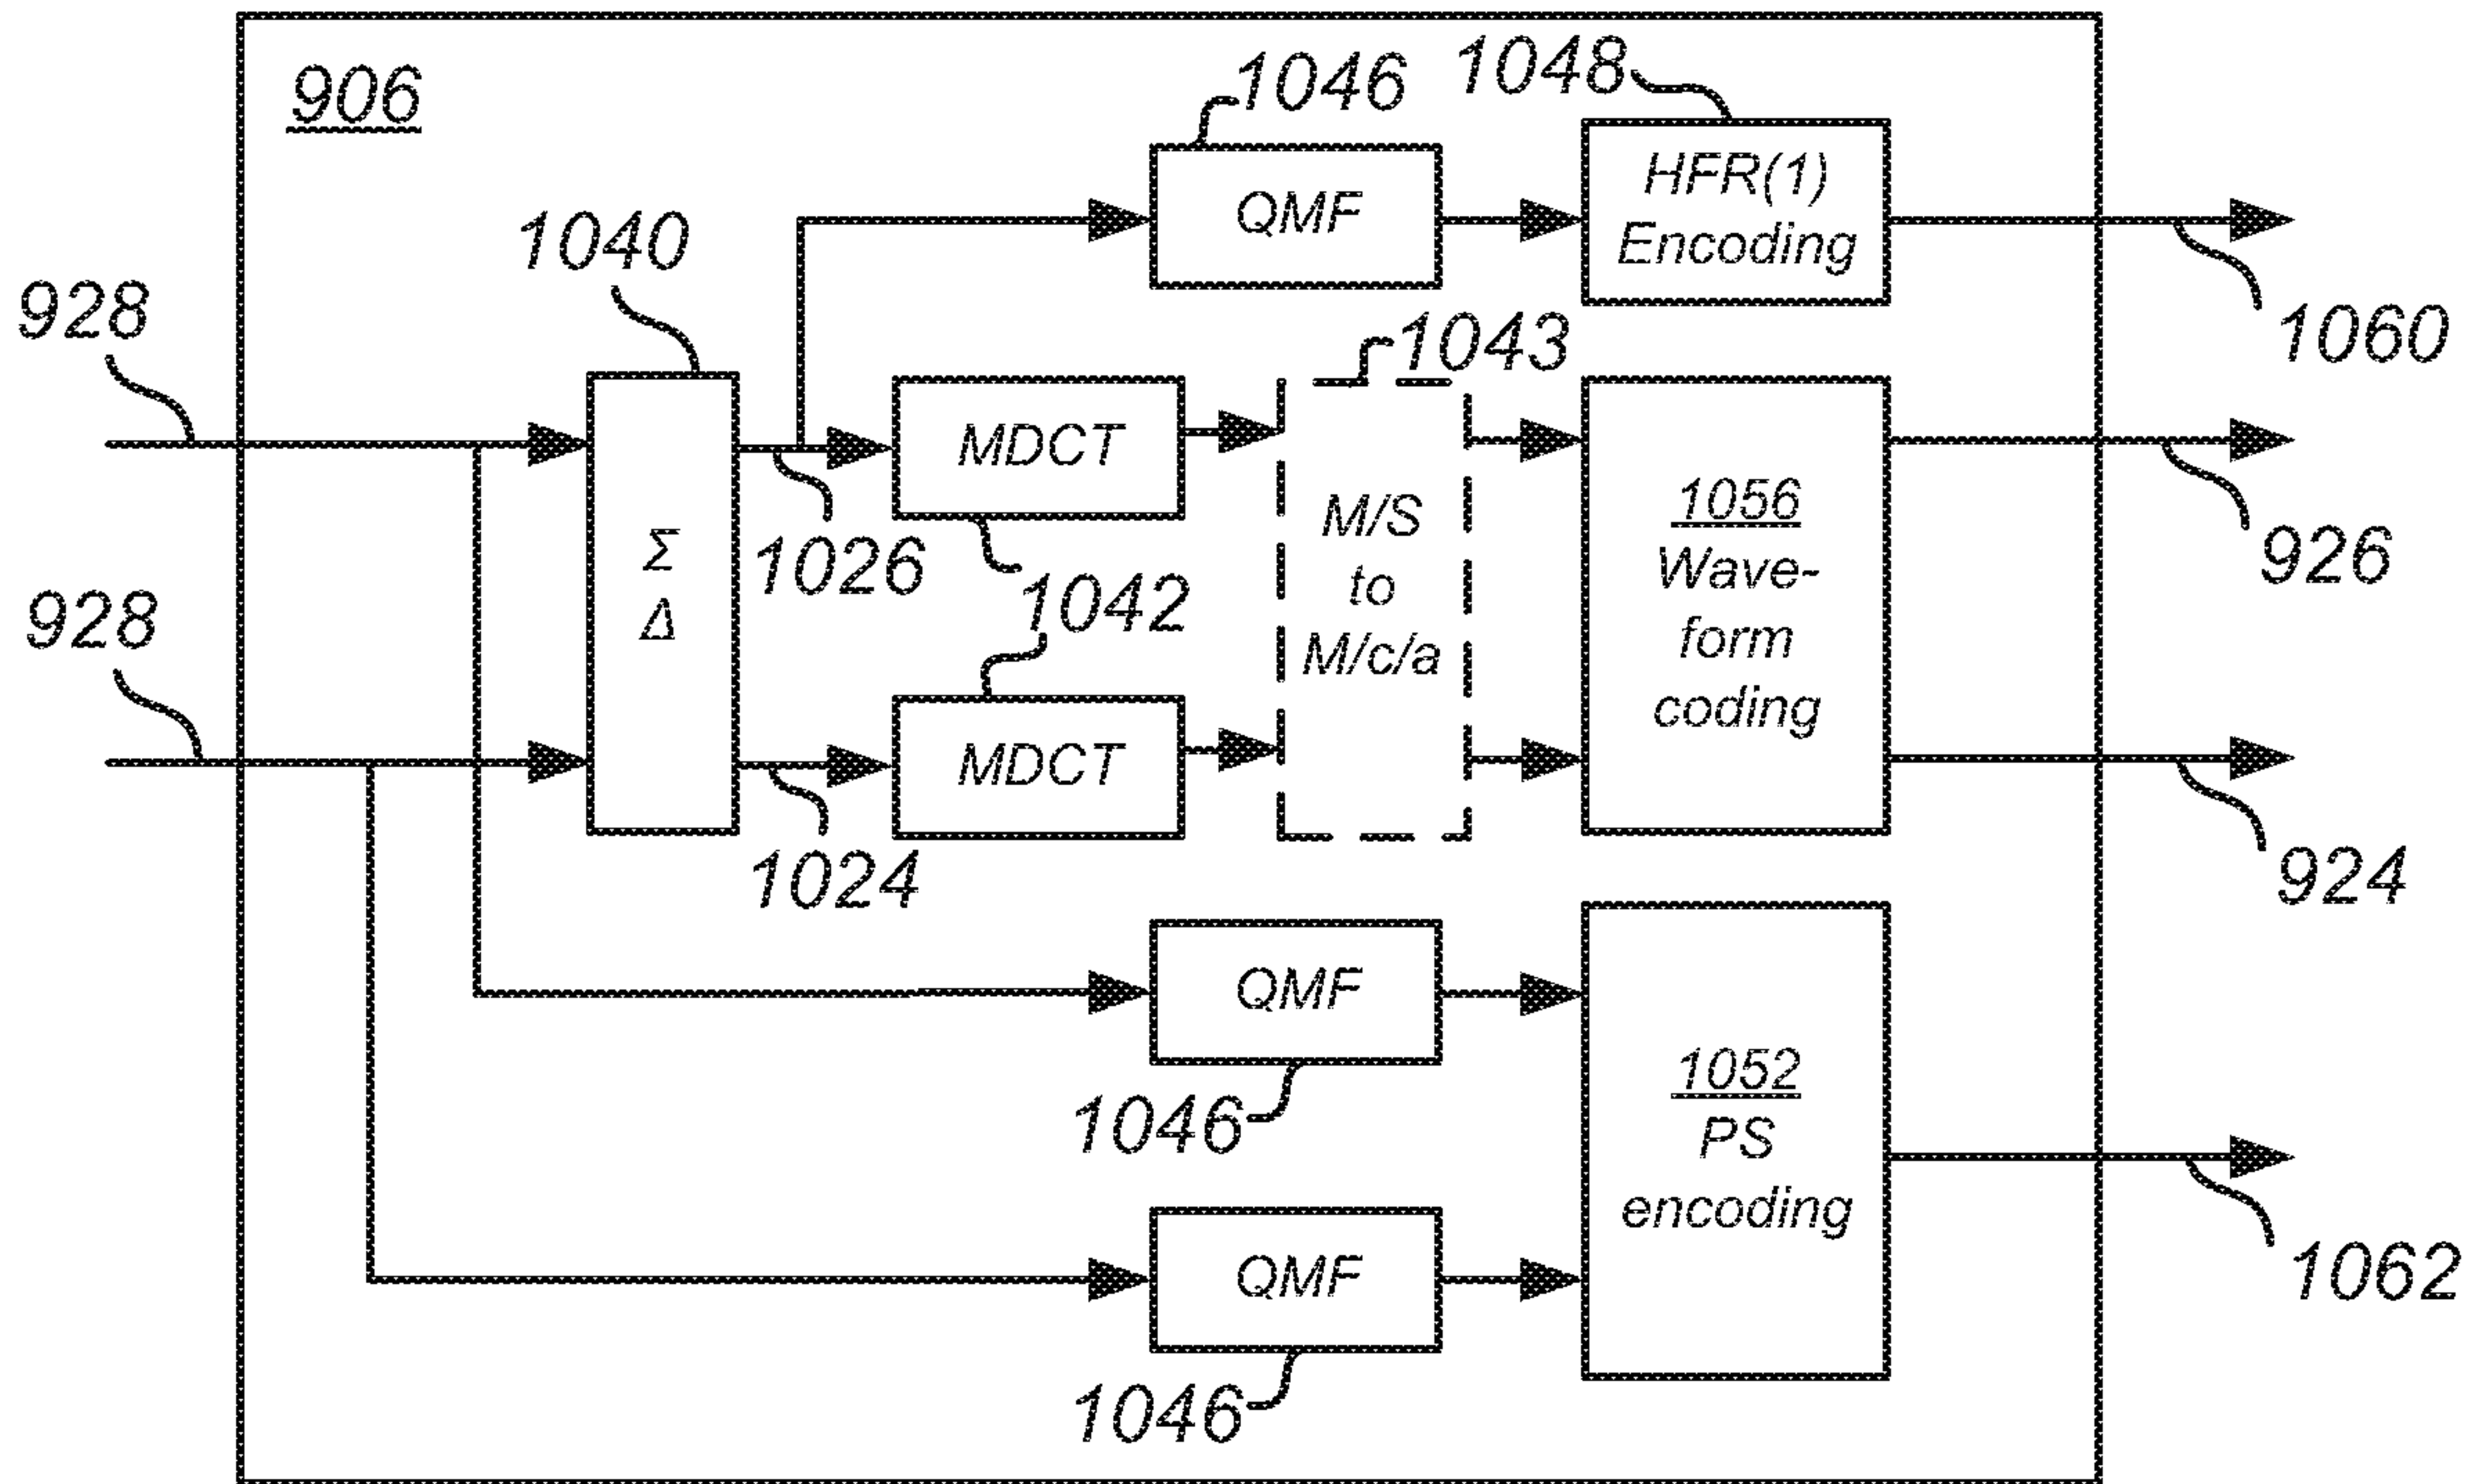 906
1046
1048
QMF
HFR(1)
Encoding
1060
1040
928
1043
MDCT
1026
Σ
Δ
M/S
to
M/c/a
1056
Wave-
form
coding
926
928
1042
MDCT
1024
924
QMF
1046
1052
PS
encoding
1062
QMF
1046